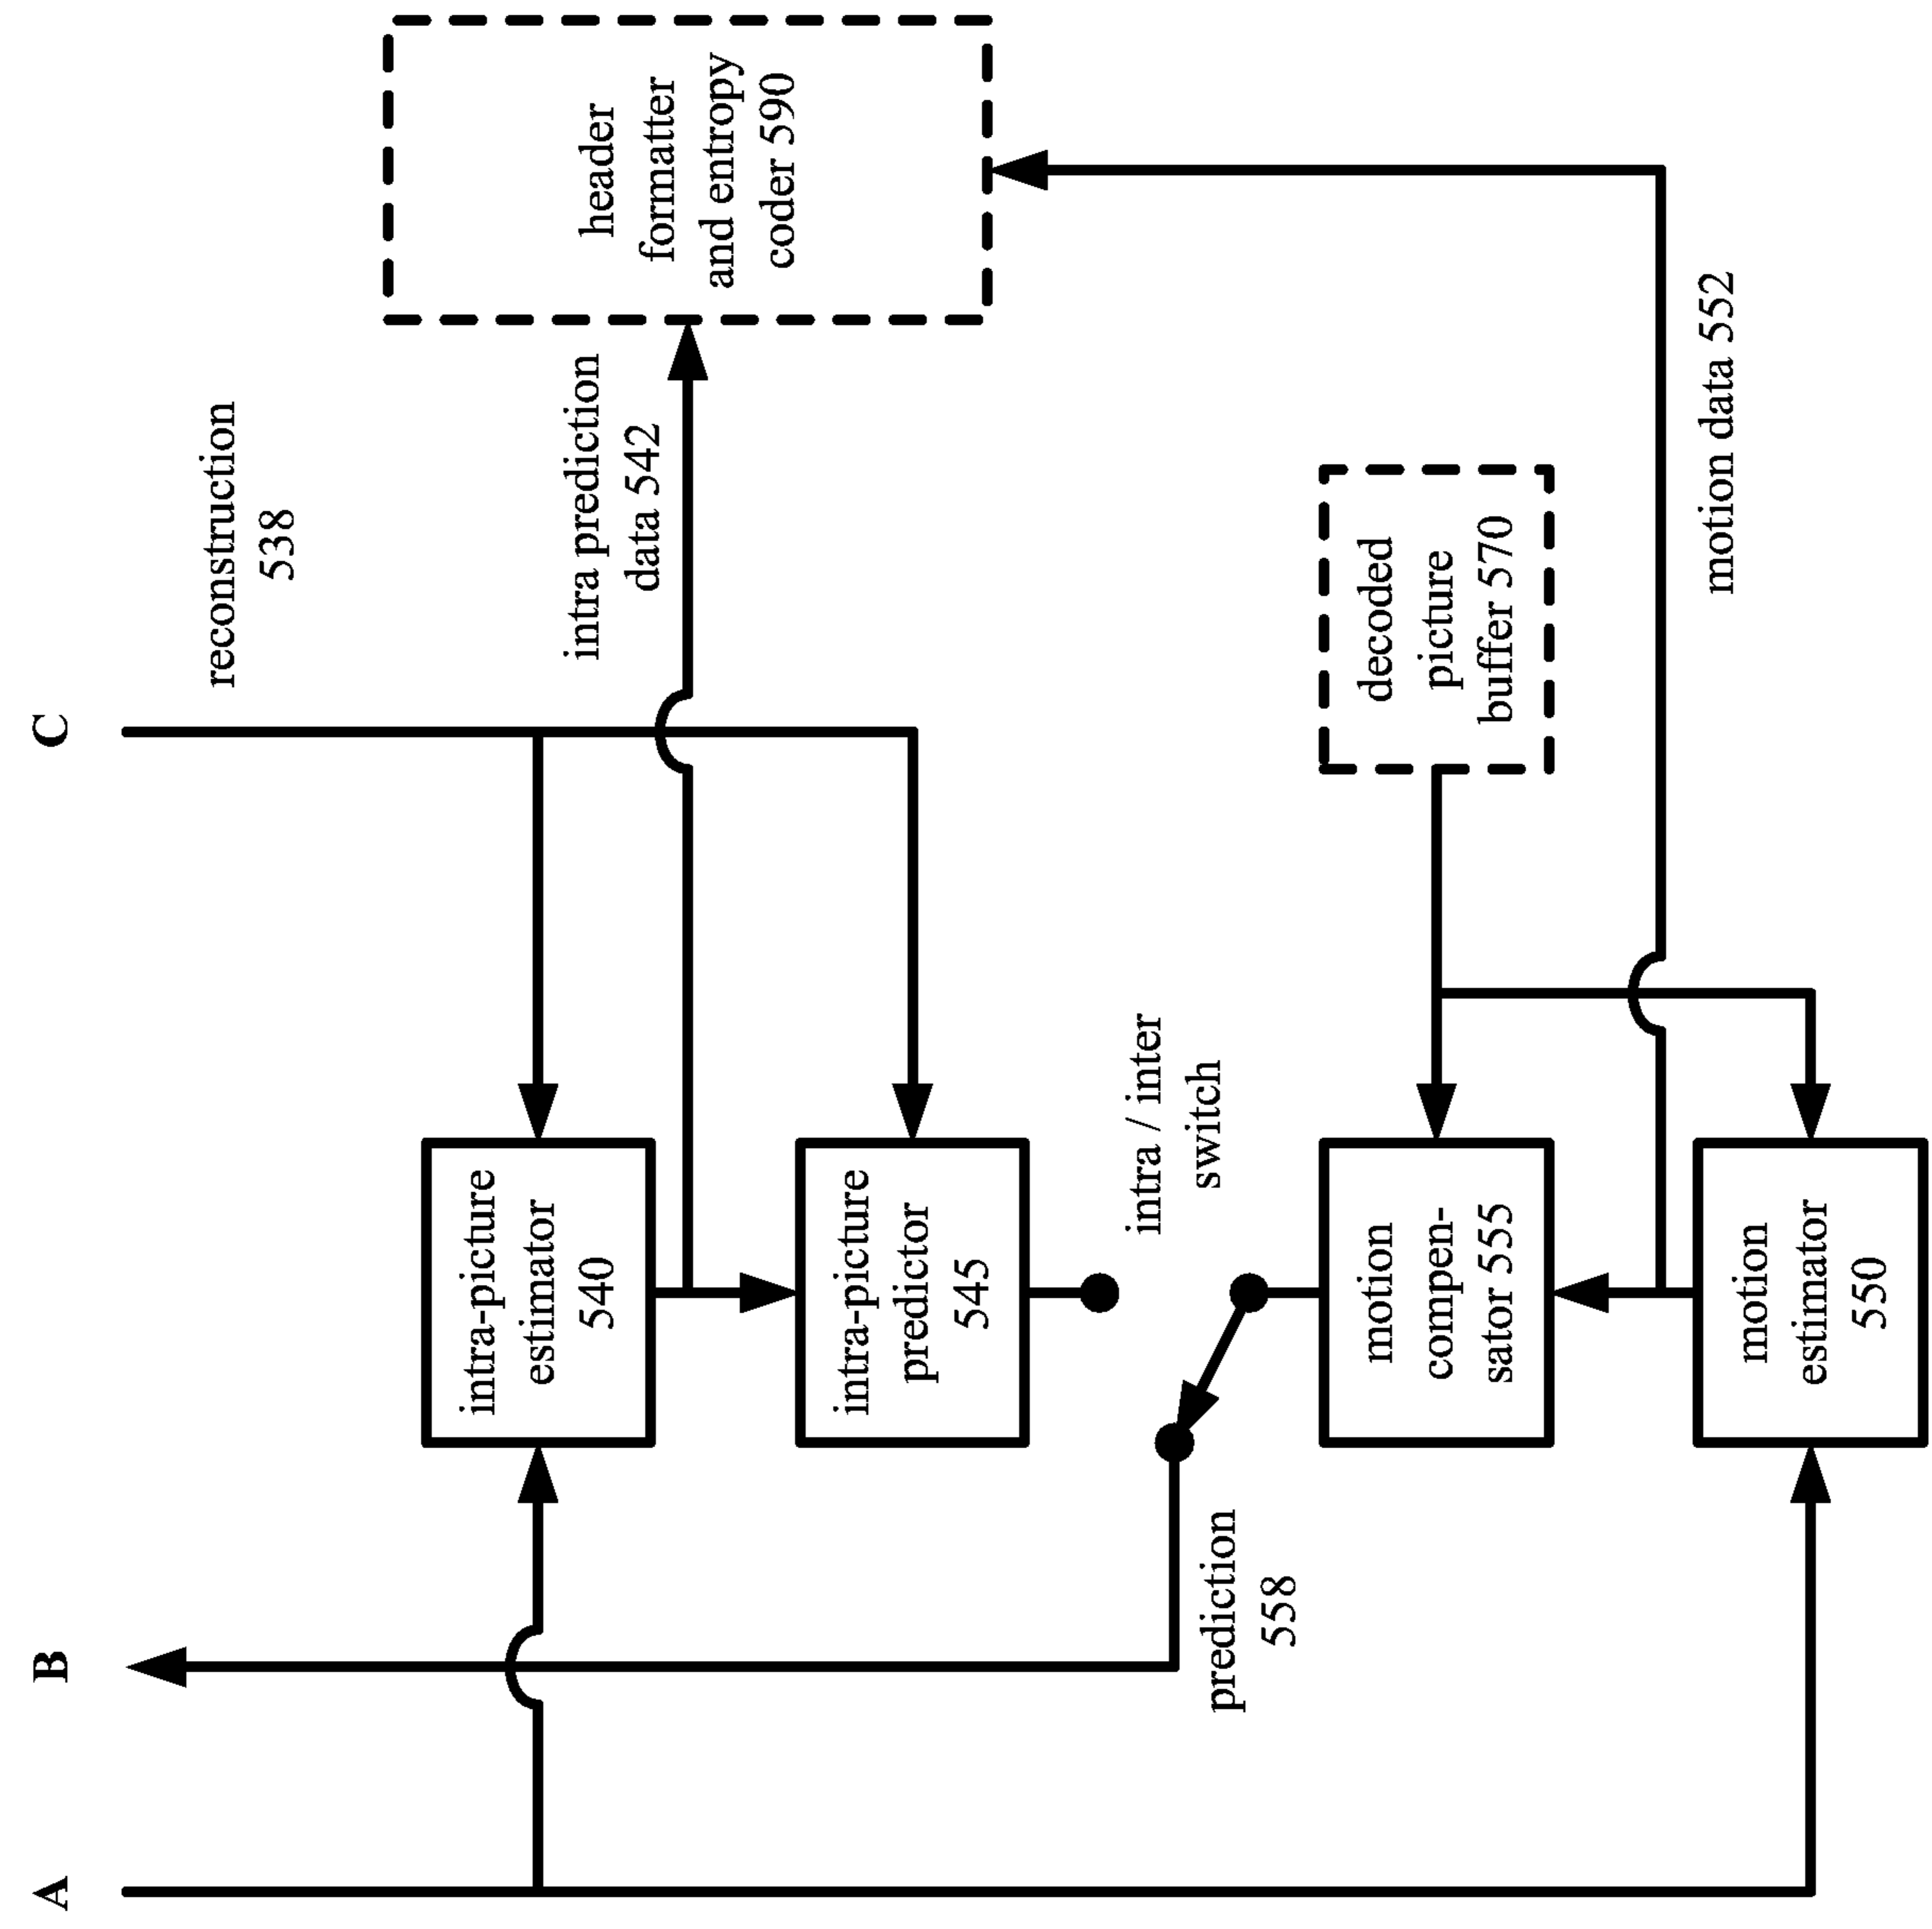 A
B
C
reconstruction
538
header
formatter
and entropy
coder 590
intra prediction
data 542
intra-picture
estimator
540
intra-picture
predictor
545
intra / inter
switch
prediction
558
decoded
picture
buffer 570
motion
compen-
sator 555
motion
estimator
550
motion data 552